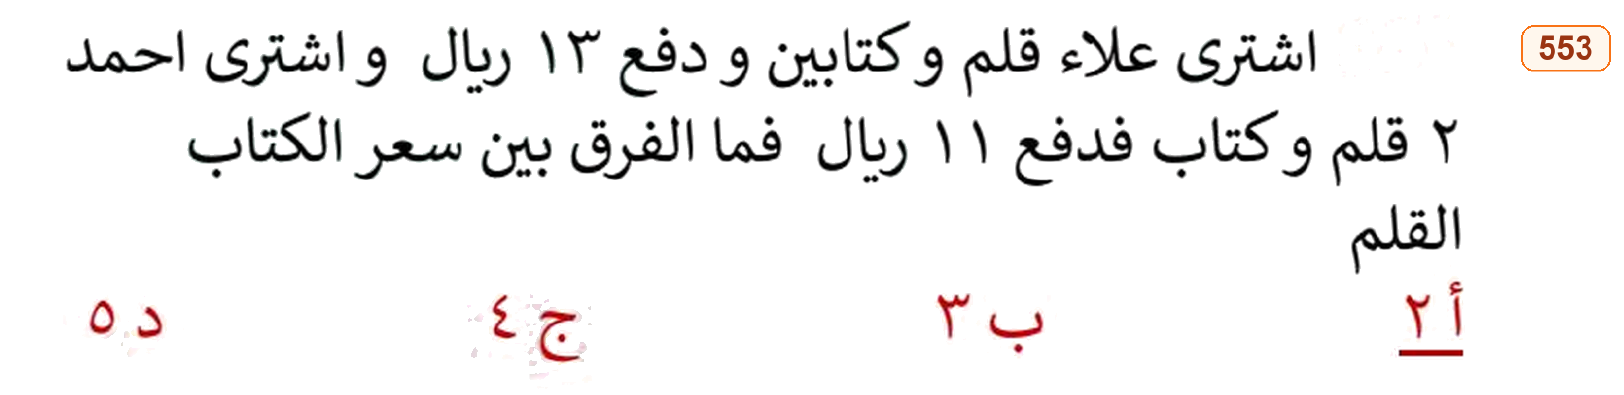 553
اشترى علاء قلم و كتابين و دفع ١٣ ريال و اشترى احمد
٢ قلم و كتاب فدفع ١١ ريال فما الفرق بين سعر الكتاب
القلم
أ ٢ ب ٣ ج ٤ د ٥